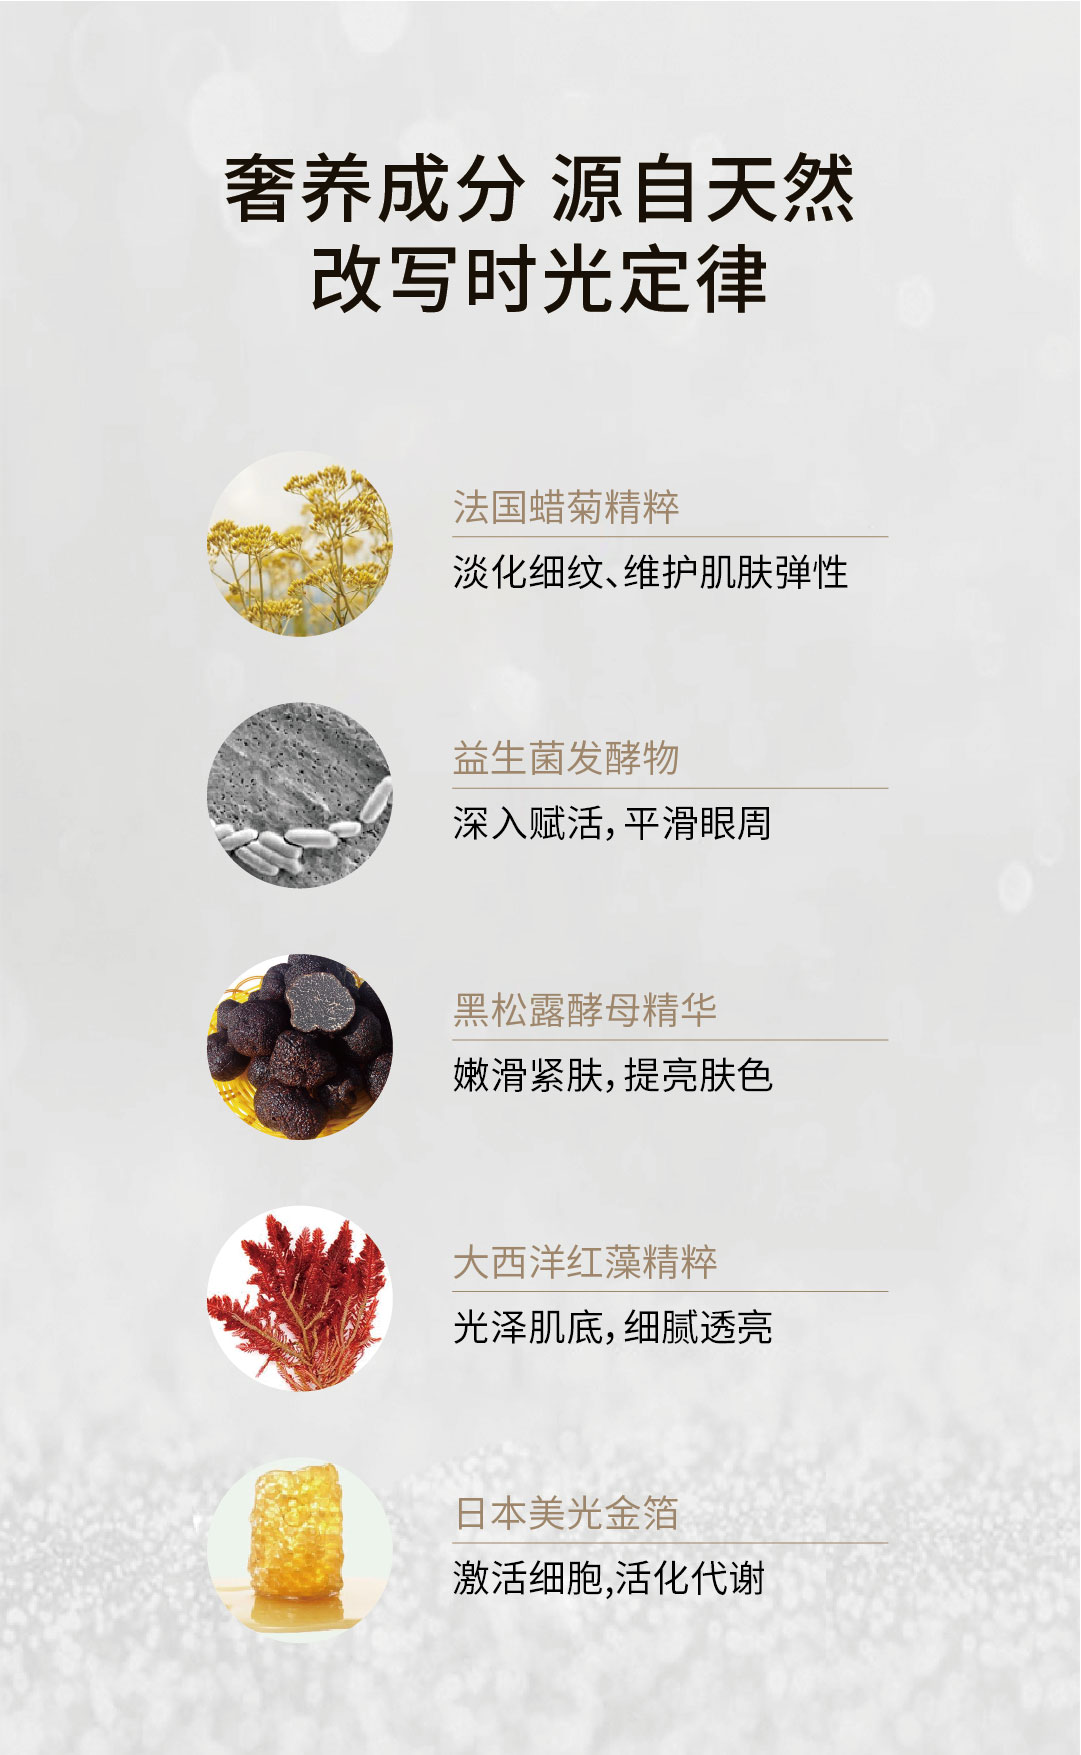 奢养成分 源自天然
改写时光定律
法国蜡菊精粹
淡化细纹、维护肌肤弹性
益生菌发酵物
深入赋活，平滑眼周
黑松露酵母精华
嫩滑紧肤，提亮肤色
大西洋红藻精粹
光泽肌底，细腻透亮
日本美光金箔
激活细胞,活化代谢